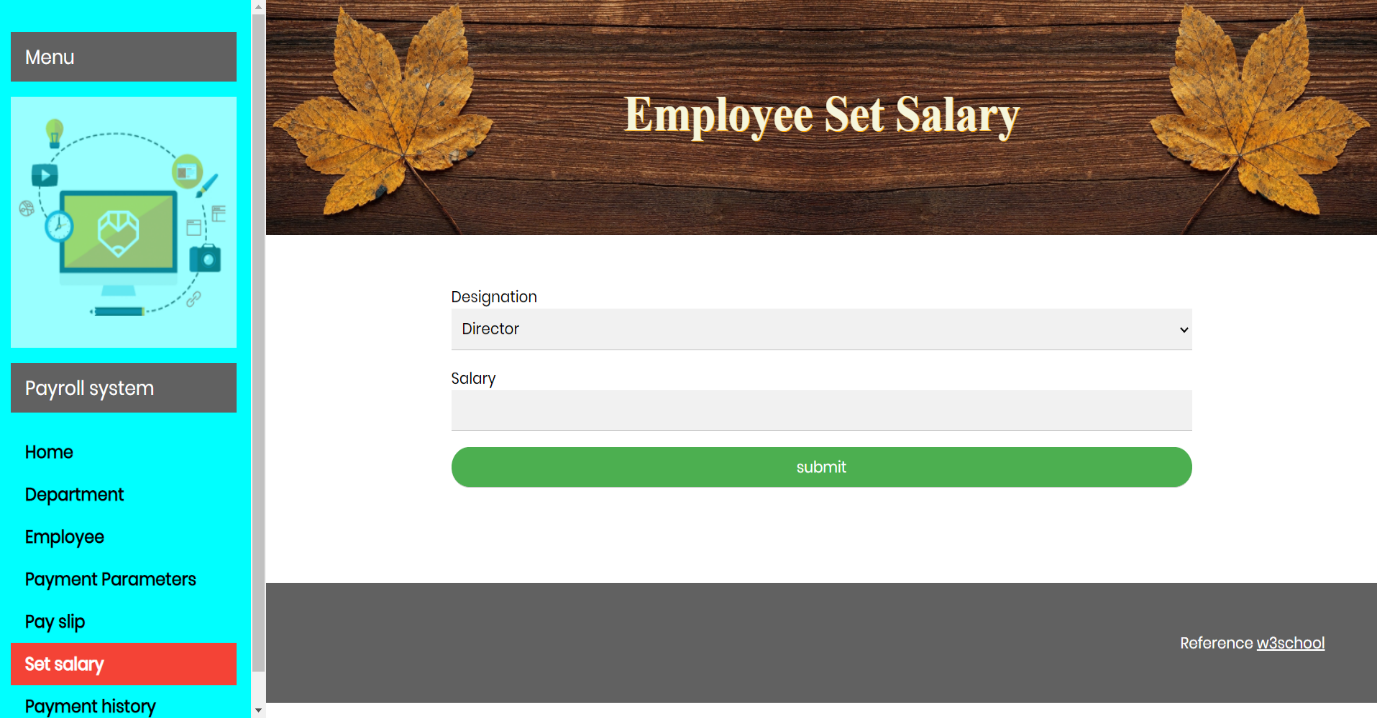 Menu
Payroll system
Home
Department
Employee
Payment Parameters
Pay slip
Set salary
Payment history
Employee Set Salary
Designation
Director
Salary
submit
Reference w3school